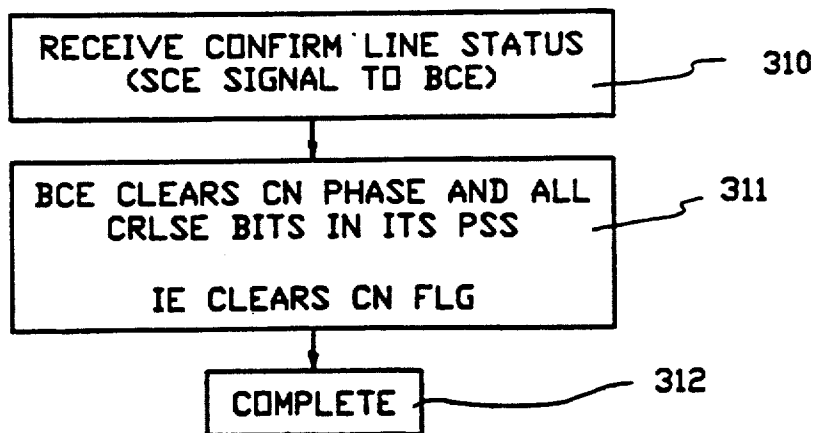 RECEIVE CONFIRM LINE STATUS
(SCE SIGNAL TO BCE)
310
BCE CLEARS CN PHASE AND ALL
CRLSE BITS IN ITS PSS
311
IE CLEARS CN FLG
COMPLETE
312